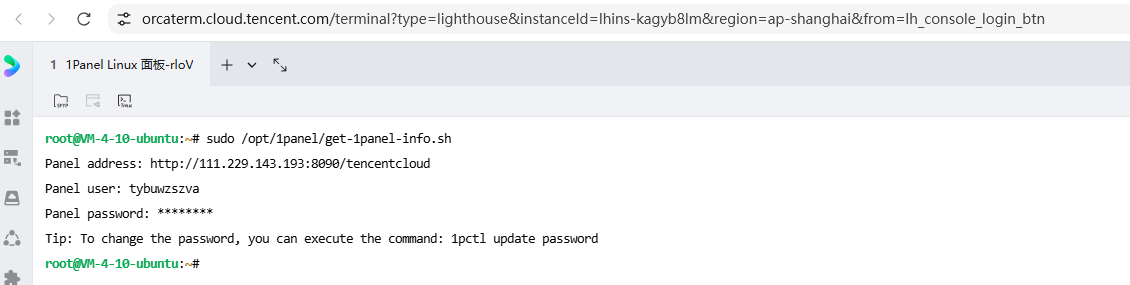 orcaterm.cloud.tencent.com/terminal?type=lighthouse&instanceId=lhins-kagyb8lm&region=ap-shanghai&from=lh_console_login_btn
1 1Panel Linux 面板-rloV
SFTP
root@VM-4-10-ubuntu:~# sudo /opt/1panel/get-1panel-info.sh
Panel address: http://111.229.143.193:8090/tencentcloud
Panel user: tybuwzszva
Panel password: ********
Tip: To change the password, you can execute the command: 1pctl update password
root@VM-4-10-ubuntu:~#